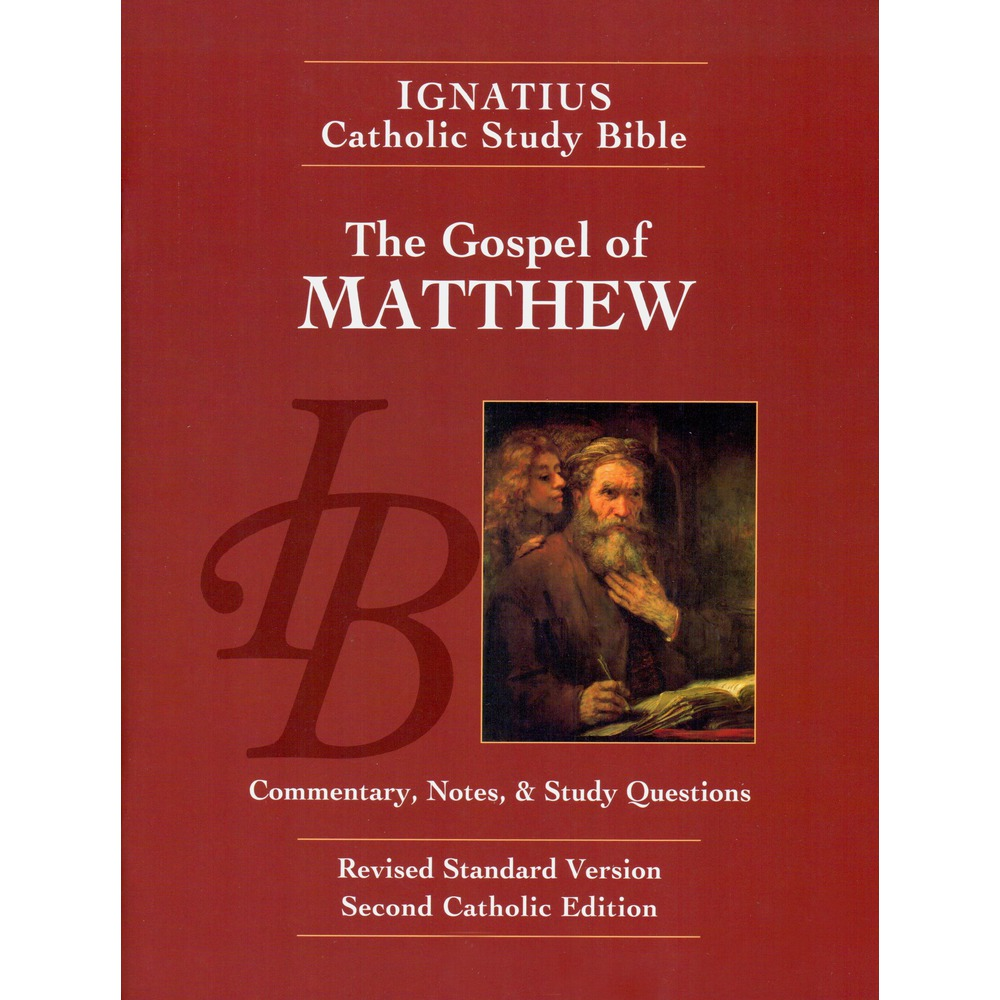 IGNATIUS
Catholic Study Bible
The Gospel of
MATTHEW
IB
Commentary, Notes, & Study Questions
Revised Standard Version
Second Catholic Edition